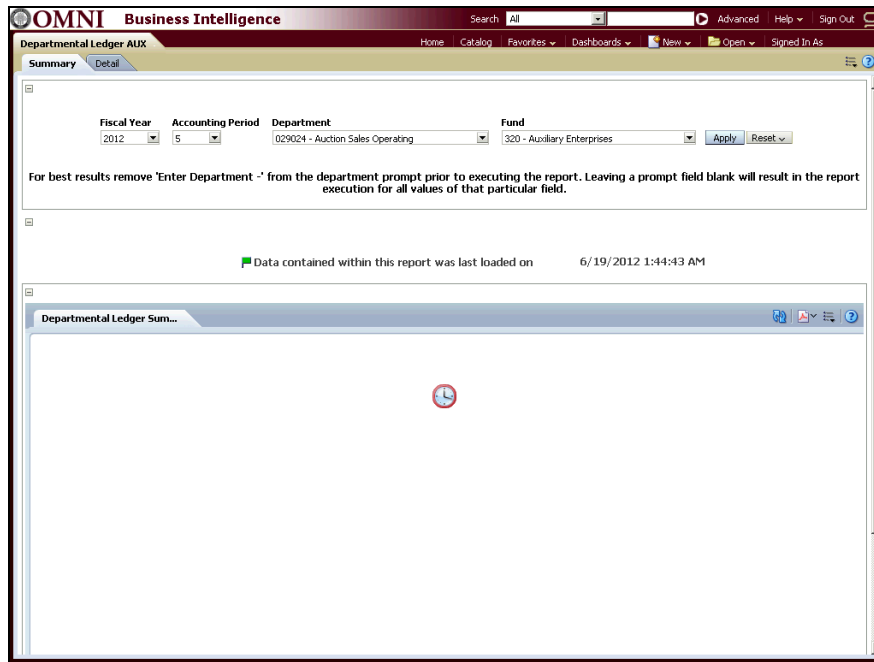 OMNI Business Intelligence Search All Advanced Help Sign Out
Departmental Ledger AUX Home Catalog Favorites Dashboards New Open Signed In As
Summary Detail
Fiscal Year Accounting Period Department Fund
2012 5 029024 - Auction Sales Operating 320 - Auxiliary Enterprises Apply Reset
For best results remove 'Enter Department -' from the department prompt prior to executing the report. Leaving a prompt field blank will result in the report
execution for all values of that particular field.
Data contained within this report was last loaded on 6/19/2012 1:44:43 AM
Departmental Ledger Sum...